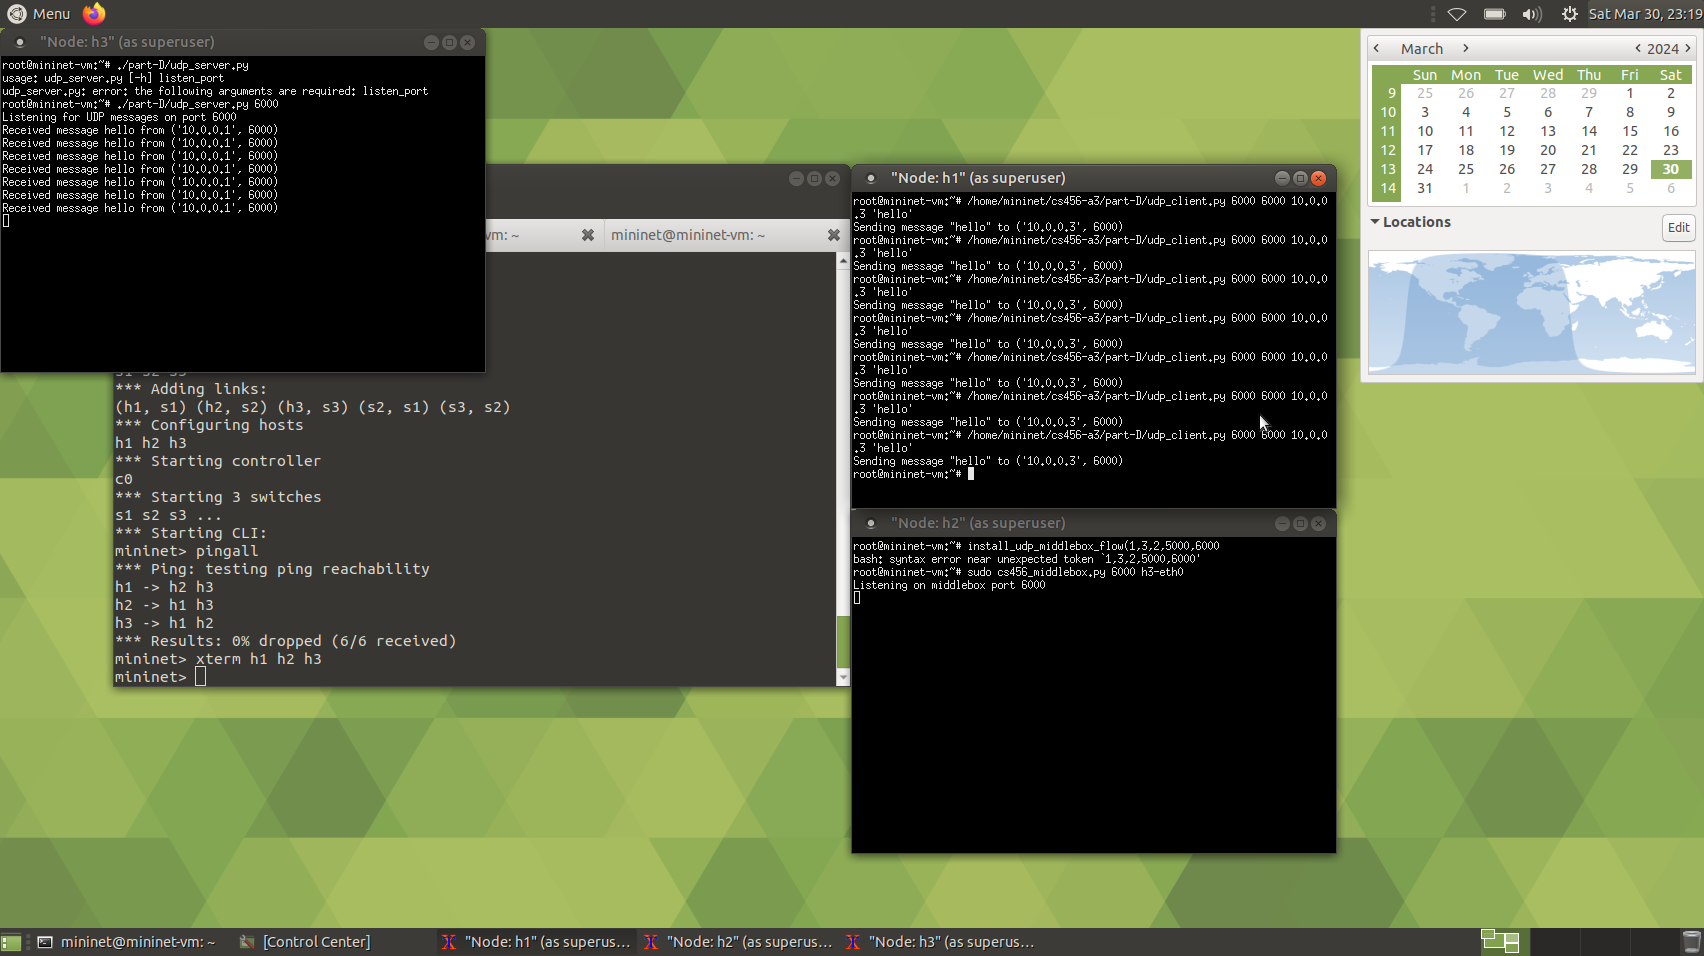 Menu
Sat Mar 30, 23:19
"Node: h3" (as superuser)
root@mininet-vm:~# ./part-D/udp_server.py
usage: udp_server.py [-h] listen_port
udp_server.py: error: the following arguments are required: listen_port
root@mininet-vm:~# ./part-D/udp_server.py 6000
Listening for UDP messages on port 6000
Received message hello from ('10.0.0.1', 6000)
Received message hello from ('10.0.0.1', 6000)
Received message hello from ('10.0.0.1', 6000)
Received message hello from ('10.0.0.1', 6000)
Received message hello from ('10.0.0.1', 6000)
Received message hello from ('10.0.0.1', 6000)
Received message hello from ('10.0.0.1', 6000)
vm: ~
mininet@mininet-vm: ~
s1 s2 s3
*** Adding links:
(h1, s1) (h2, s2) (h3, s3) (s2, s1) (s3, s2)
*** Configuring hosts
h1 h2 h3
*** Starting controller
c0
*** Starting 3 switches
s1 s2 s3 ...
*** Starting CLI:
mininet> pingall
*** Ping: testing ping reachability
h1 -> h2 h3
h2 -> h1 h3
h3 -> h1 h2
*** Results: 0% dropped (6/6 received)
mininet> xterm h1 h2 h3
mininet>
"Node: h1" (as superuser)
root@mininet-vm:~# /home/mininet/cs456-a3/part-D/udp_client.py 6000 6000 10.0.0
.3 'hello'
Sending message "hello" to ('10.0.0.3', 6000)
root@mininet-vm:~# /home/mininet/cs456-a3/part-D/udp_client.py 6000 6000 10.0.0
.3 'hello'
Sending message "hello" to ('10.0.0.3', 6000)
root@mininet-vm:~# /home/mininet/cs456-a3/part-D/udp_client.py 6000 6000 10.0.0
.3 'hello'
Sending message "hello" to ('10.0.0.3', 6000)
root@mininet-vm:~# /home/mininet/cs456-a3/part-D/udp_client.py 6000 6000 10.0.0
.3 'hello'
Sending message "hello" to ('10.0.0.3', 6000)
root@mininet-vm:~# /home/mininet/cs456-a3/part-D/udp_client.py 6000 6000 10.0.0
.3 'hello'
Sending message "hello" to ('10.0.0.3', 6000)
root@mininet-vm:~# /home/mininet/cs456-a3/part-D/udp_client.py 6000 6000 10.0.0
.3 'hello'
Sending message "hello" to ('10.0.0.3', 6000)
root@mininet-vm:~# /home/mininet/cs456-a3/part-D/udp_client.py 6000 6000 10.0.0
.3 'hello'
Sending message "hello" to ('10.0.0.3', 6000)
root@mininet-vm:~#
"Node: h2" (as superuser)
root@mininet-vm:~# install_udp_middlebox_flow(1,3,2,5000,6000
bash: syntax error near unexpected token `1,3,2,5000,6000'
root@mininet-vm:~# sudo cs456_middlebox.py 6000 h3-eth0
Listening on middlebox port 6000
March 2024
Sun Mon Tue Wed Thu Fri Sat
9 25 26 27 28 29 1 2
10 3 4 5 6 7 8 9
11 10 11 12 13 14 15 16
12 17 18 19 20 21 22 23
13 24 25 26 27 28 29 30
14 31 1 2 3 4 5 6
Locations
Edit
mininet@mininet-vm: ~
[Control Center]
"Node: h1" (as superus...
"Node: h2" (as superus...
"Node: h3" (as superus...